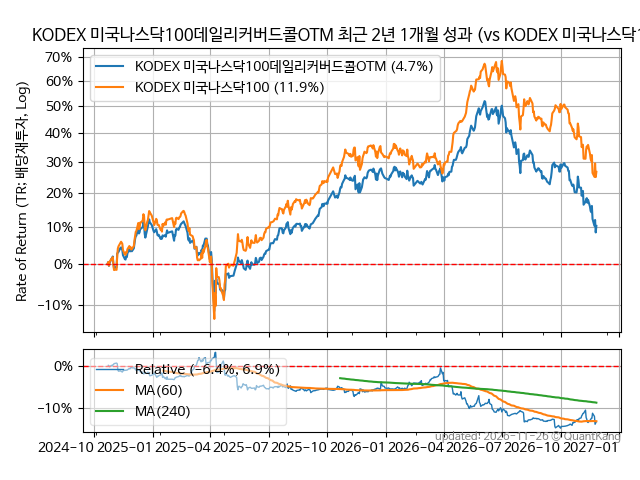 KODEX 미국나스닥100데일리커버드콜OTM 최근 2년 1개월 성과 (vs KODEX 미국나스닥1
Rate of Return (TR: 배당재투자, Log)
70%
60%
50%
40%
30%
20%
10%
0%
−10%
KODEX 미국나스닥100데일리커버드콜OTM (4.7%)
KODEX 미국나스닥100 (11.9%)
0%
−10%
Relative (−6.4%, 6.9%)
MA(60)
MA(240)
2024−10 2025−01 2025−04 2025−07 2025−10 2026−01 2026−04 2026−07 2026−10 2027−01
updated: 2026−11−26 © QuantKang